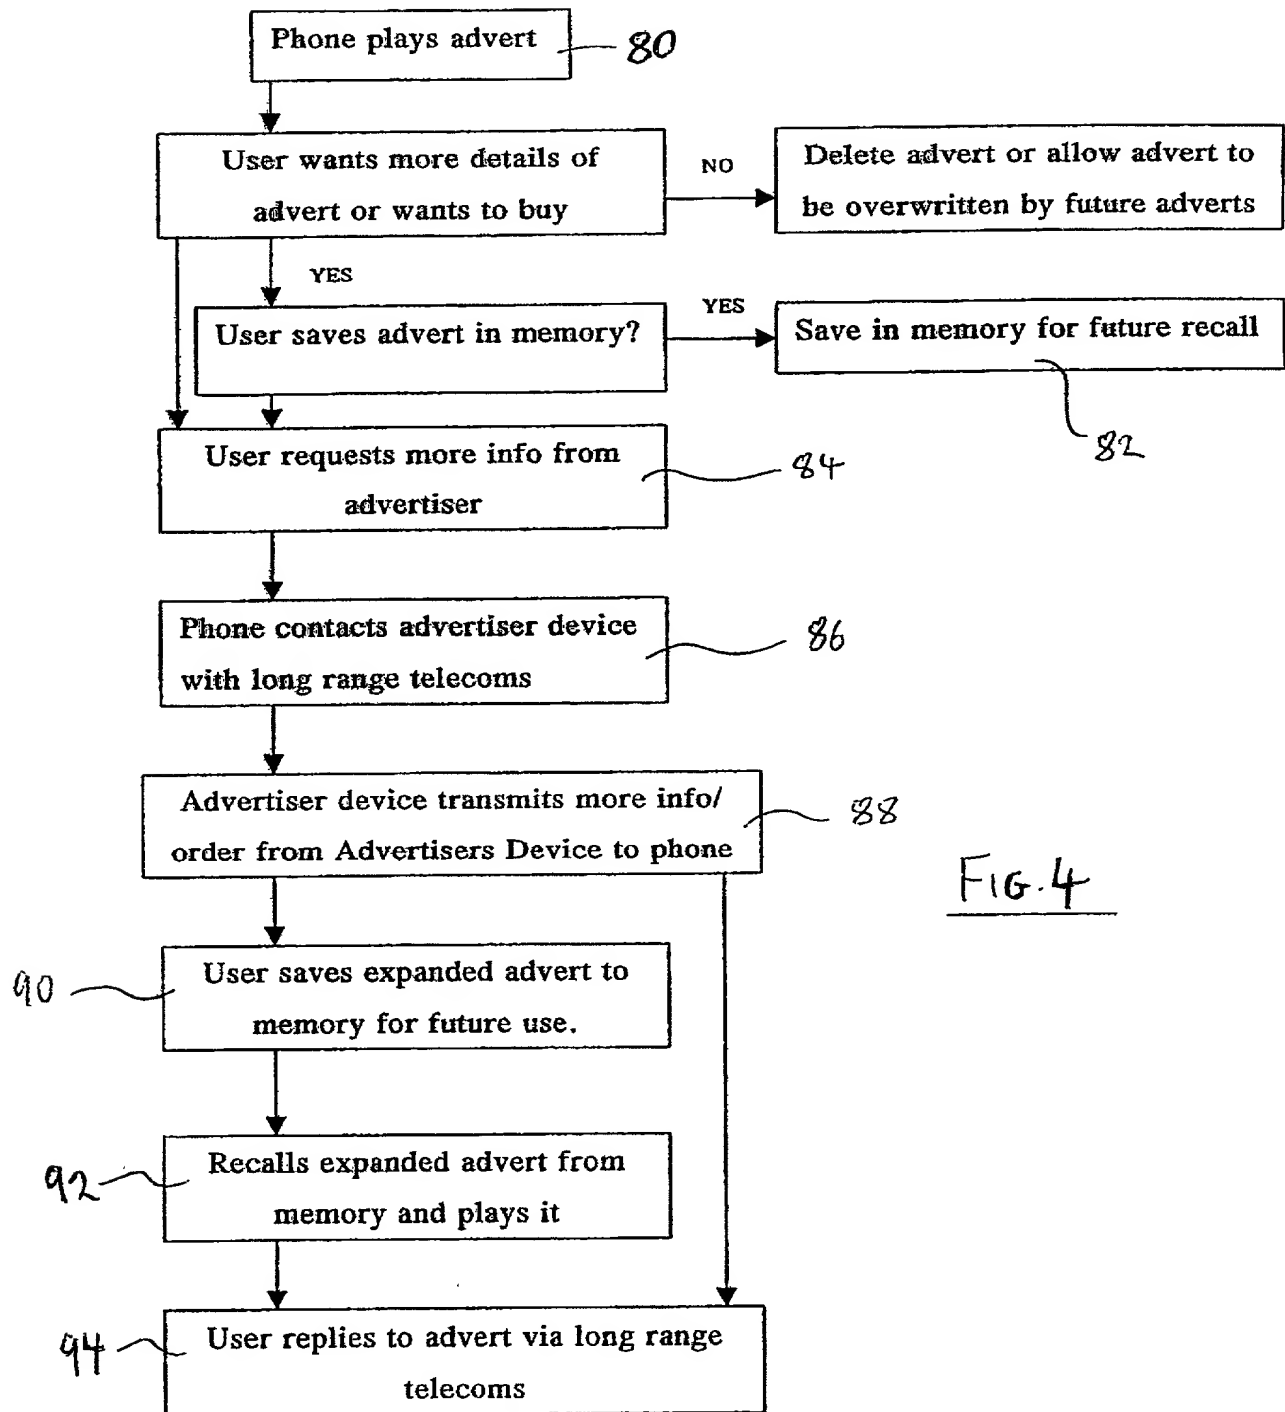 Phone plays advert
80
User wants more details of
advert or wants to buy
NO
Delete advert or allow advert to
be overwritten by future adverts
YES
User saves advert in memory?
YES
Save in memory for future recall
82
User requests more info from
advertiser
84
Phone contacts advertiser device
with long range telecoms
86
Advertiser device transmits more info/
order from Advertisers Device to phone
88
FIG.4
90
User saves expanded advert to
memory for future use.
92
Recalls expanded advert from
memory and plays it
94
User replies to advert via long range
telecoms